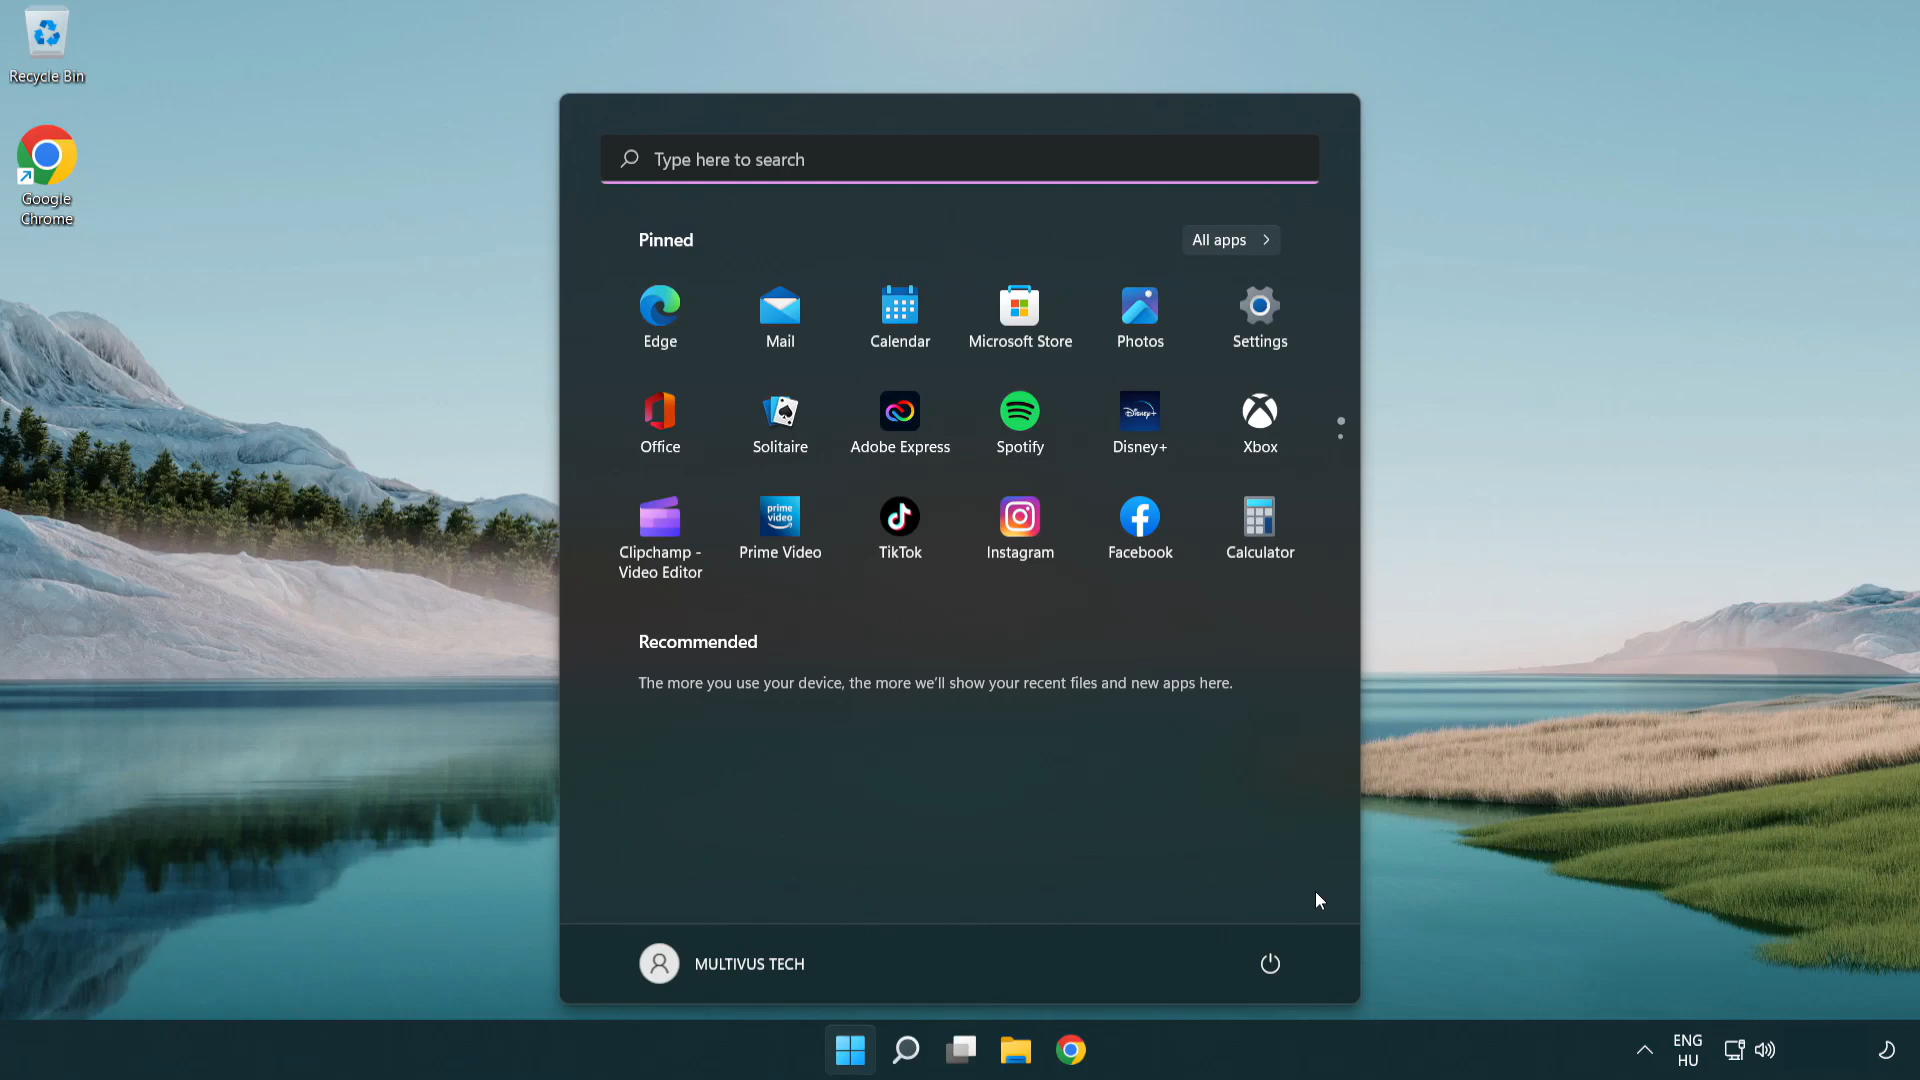 Recycle Bin
Google
Chrome
Type here to search
Pinned
All apps
Edge
Mail
Calendar
Microsoft Store
Photos
Settings
Disney+
Office
Solitaire
Adobe Express
Spotify
Disney+
Xbox
prime
video
Clipchamp -
Video Editor
Prime Video
TikTok
Instagram
Facebook
Calculator
Recommended
The more you use your device, the more we'll show your recent files and new apps here.
MULTIVUS TECH
ENG
HU